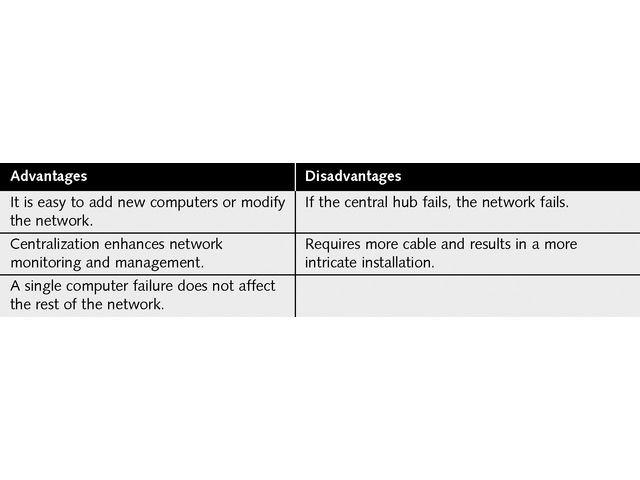 Advantages
Disadvantages
It is easy to add new computers or modify
the network.
If the central hub fails, the network fails.
Centralization enhances network
monitoring and management.
Requires more cable and results in a more
intricate installation.
A single computer failure does not affect
the rest of the network.